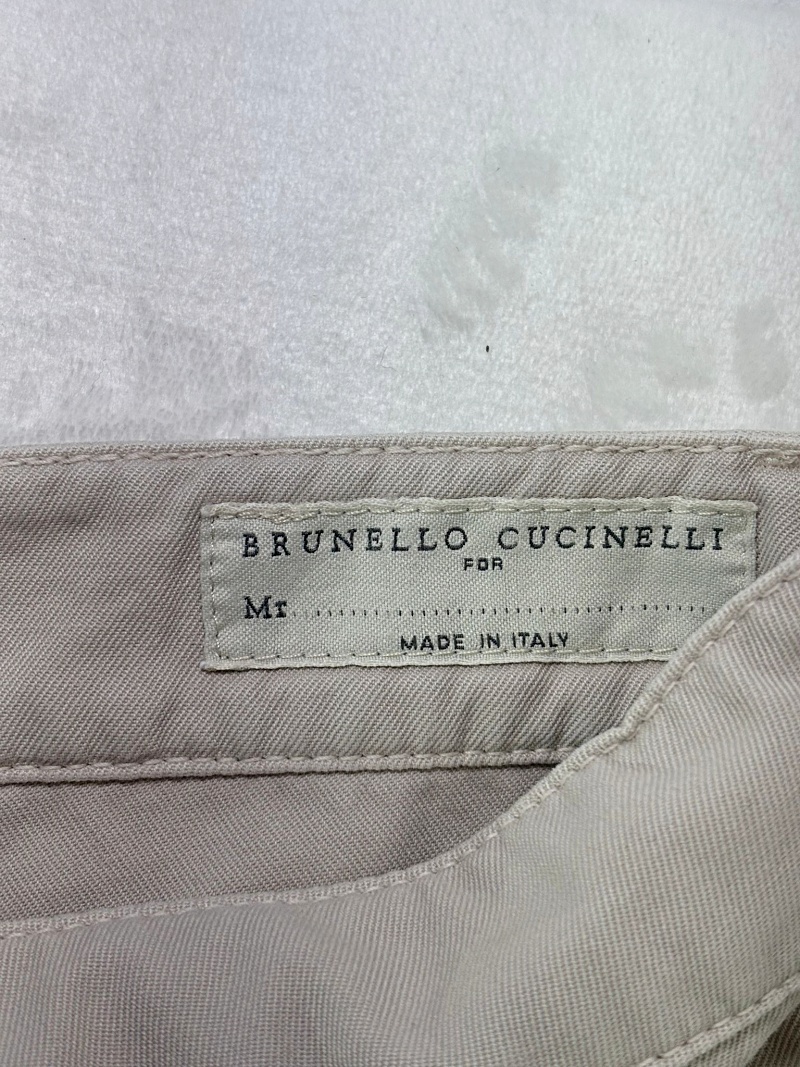 BRUNELLO CUCINELLI
FOR
Mr.............................................
MADE IN ITALY